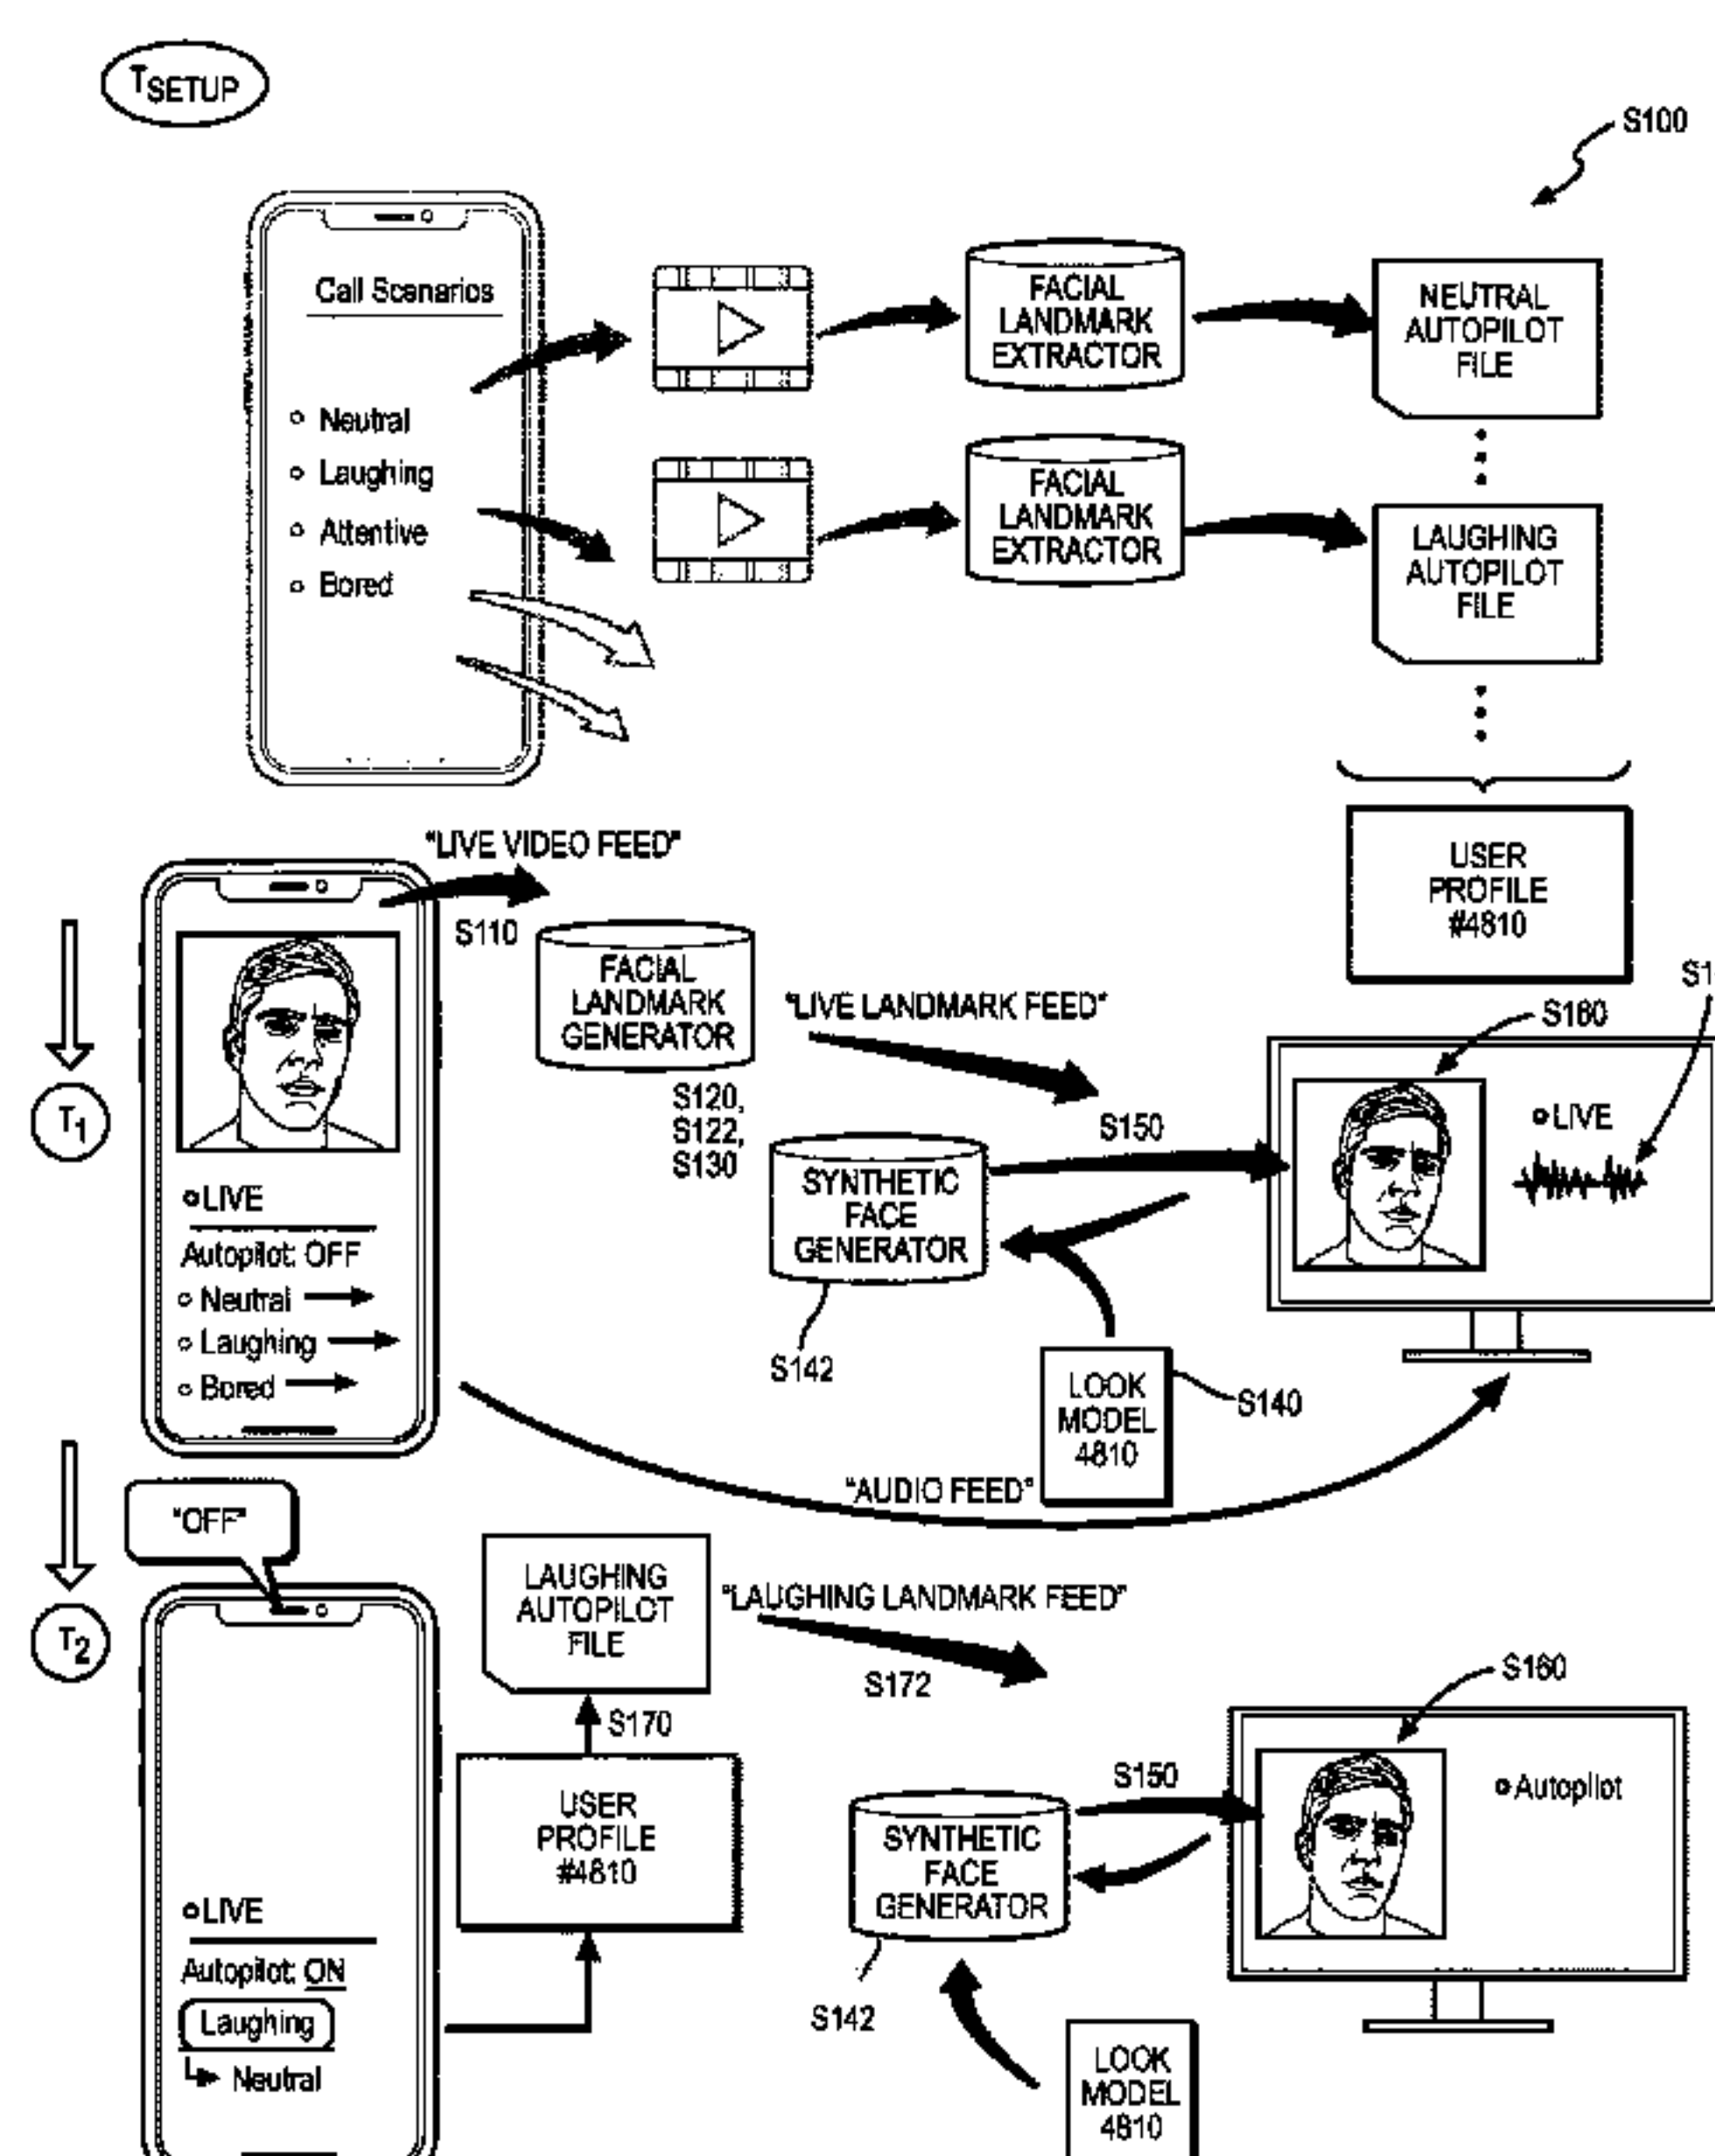 TSETUP
S100
Call Scenarios
Neutral
Laughing
Attentive
Bored
FACIAL
LANDMARK
EXTRACTOR
NEUTRAL
AUTOPILOT
FILE
FACIAL
LANDMARK
EXTRACTOR
LAUGHING
AUTOPILOT
FILE
USER
PROFILE
#4810
"LIVE VIDEO FEED"
S110
FACIAL
LANDMARK
GENERATOR
S120,
S122,
S130
"LIVE LANDMARK FEED"
T1
LIVE
Autopilot: OFF
Neutral
Laughing
Bored
SYNTHETIC
FACE
GENERATOR
S142
S150
S160
S1
LIVE
LOOK
MODEL
4810
S140
"AUDIO FEED"
T2
"OFF"
LIVE
Autopilot: ON
Laughing
Neutral
LAUGHING
AUTOPILOT
FILE
S170
USER
PROFILE
#4810
"LAUGHING LANDMARK FEED"
S172
SYNTHETIC
FACE
GENERATOR
S142
S150
S160
Autopilot
LOOK
MODEL
4810